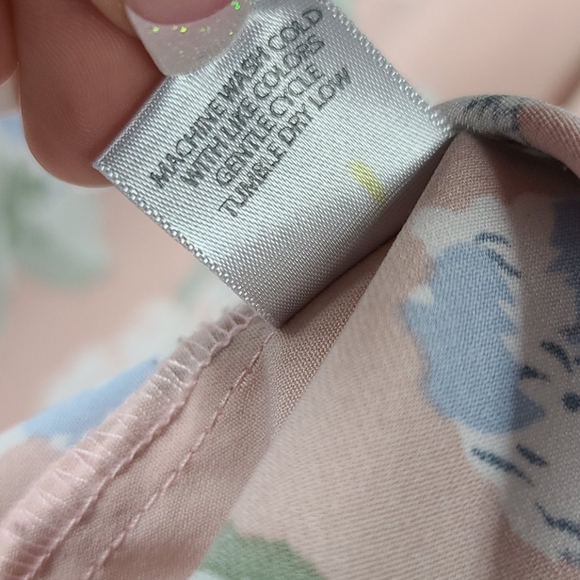 MACHINE WASH COLD
WITH LIKE COLORS
GENTLE CYCLE
TUMBLE DRY LOW